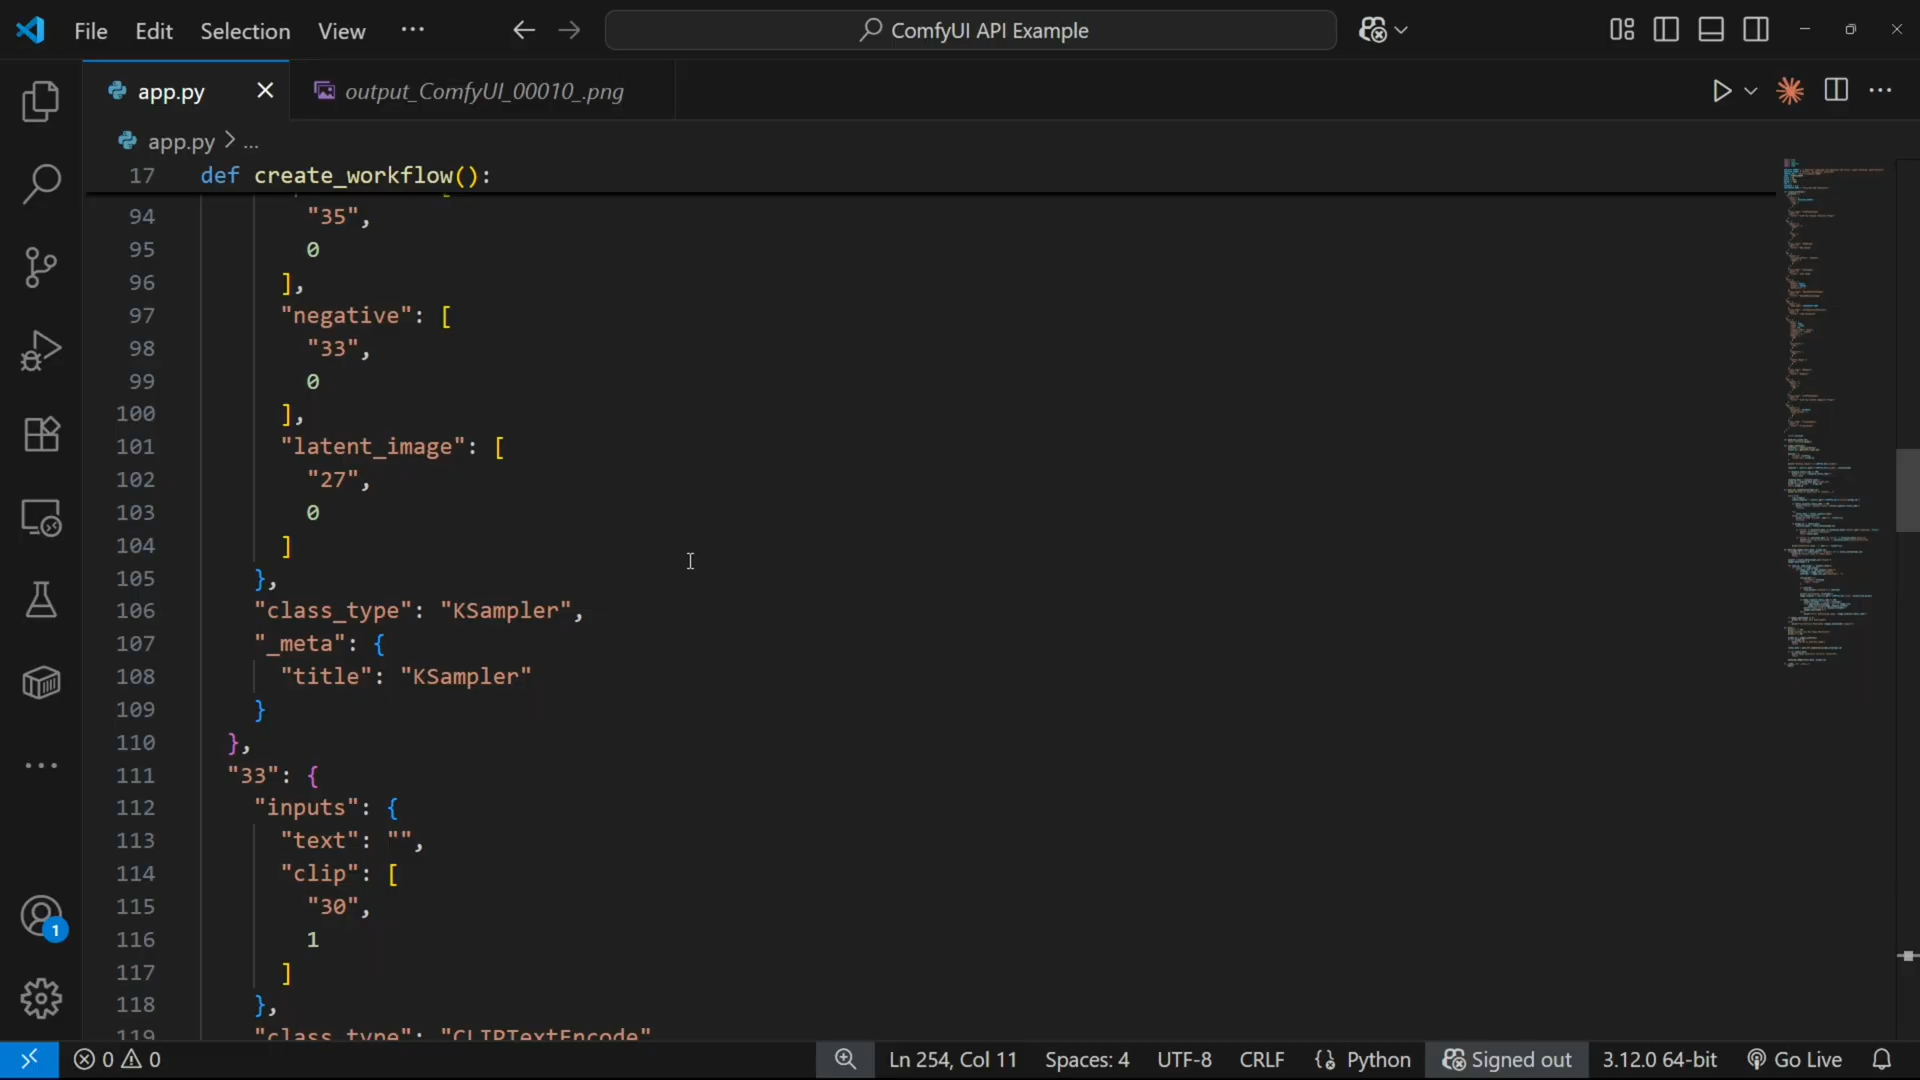 File Edit Selection View ··· ComfyUI API Example
app.py output_ComfyUI_00010_.png
app.py > ...
17 def create_workflow():
94 "35",
95 0
96 ],
97 "negative": [
98 "33",
99 0
100 ],
101 "latent_image": [
102 "27",
103 0
104 ]
105 },
106 "class_type": "KSampler",
107 "_meta": {
108 "title": "KSampler"
109 }
110 },
111 "33": {
112 "inputs": {
113 "text": "",
114 "clip": [
115 "30",
116 1
117 ]
118 },
119 "class_type": "CLIPTextEncode"
1
0 0 Ln 254, Col 11 Spaces: 4 UTF-8 CRLF {} Python Signed out 3.12.0 64-bit Go Live